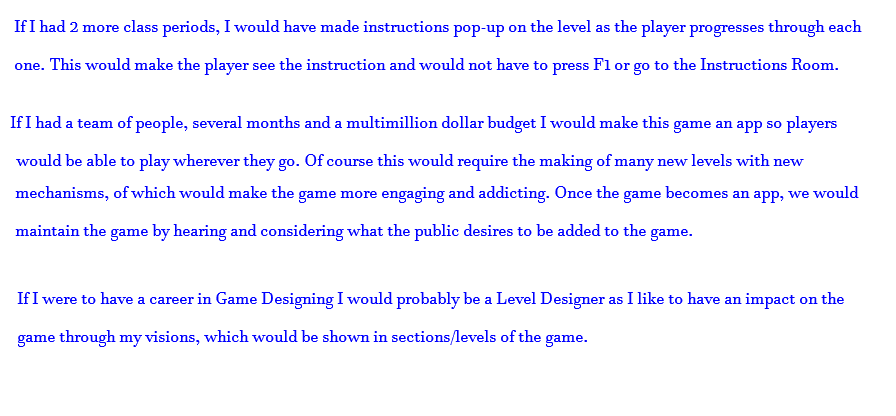 If I had 2 more class periods, I would have made instructions pop-up on the level as the player progresses through each
one. This would make the player see the instruction and would not have to press F1 or go to the Instructions Room.
If I had a team of people, several months and a multimillion dollar budget I would make this game an app so players
would be able to play wherever they go. Of course this would require the making of many new levels with new
mechanisms, of which would make the game more engaging and addicting. Once the game becomes an app, we would
maintain the game by hearing and considering what the public desires to be added to the game.
If I were to have a career in Game Designing I would probably be a Level Designer as I like to have an impact on the
game through my visions, which would be shown in sections/levels of the game.